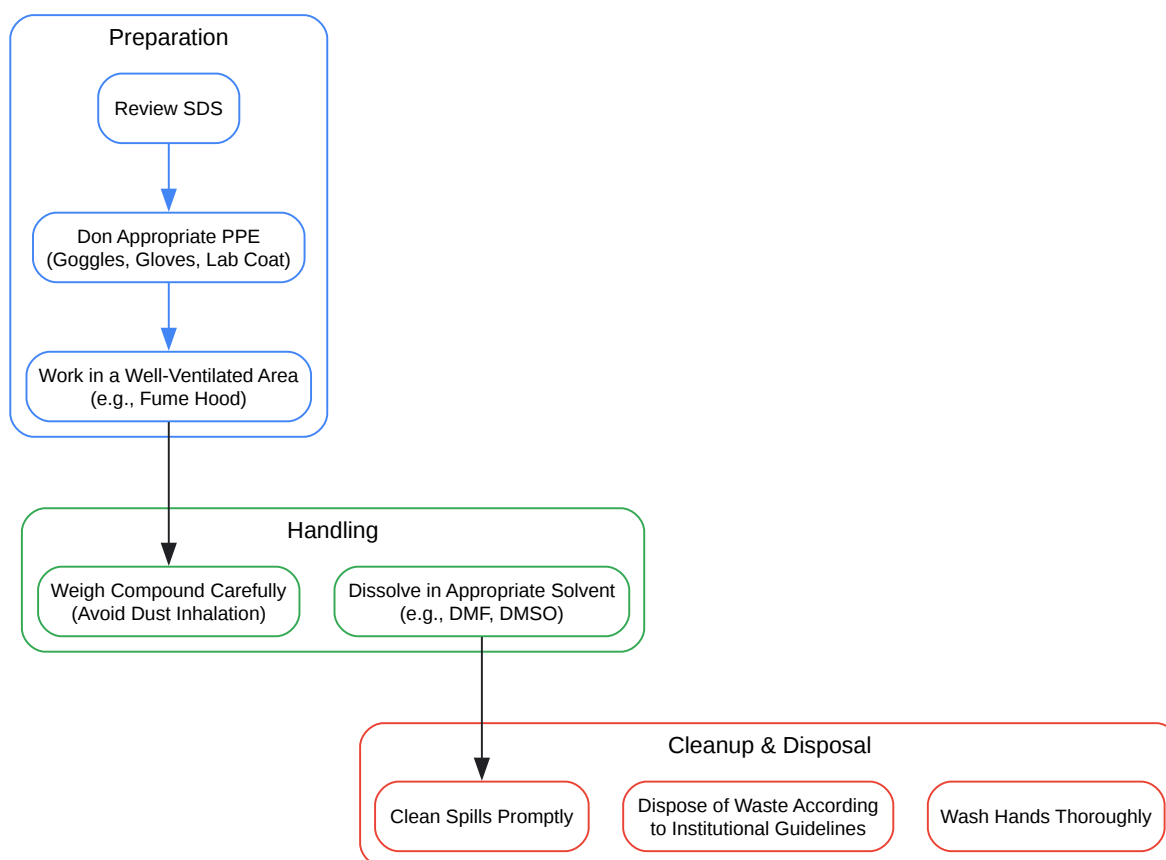 Preparation
Review SDS
Don Appropriate PPE
(Goggles, Gloves, Lab Coat)
Work in a Well-Ventilated Area
(e.g., Fume Hood)
Handling
Weigh Compound Carefully
(Avoid Dust Inhalation)
Dissolve in Appropriate Solvent
(e.g., DMF, DMSO)
Cleanup & Disposal
Clean Spills Promptly
Dispose of Waste According
to Institutional Guidelines
Wash Hands Thoroughly